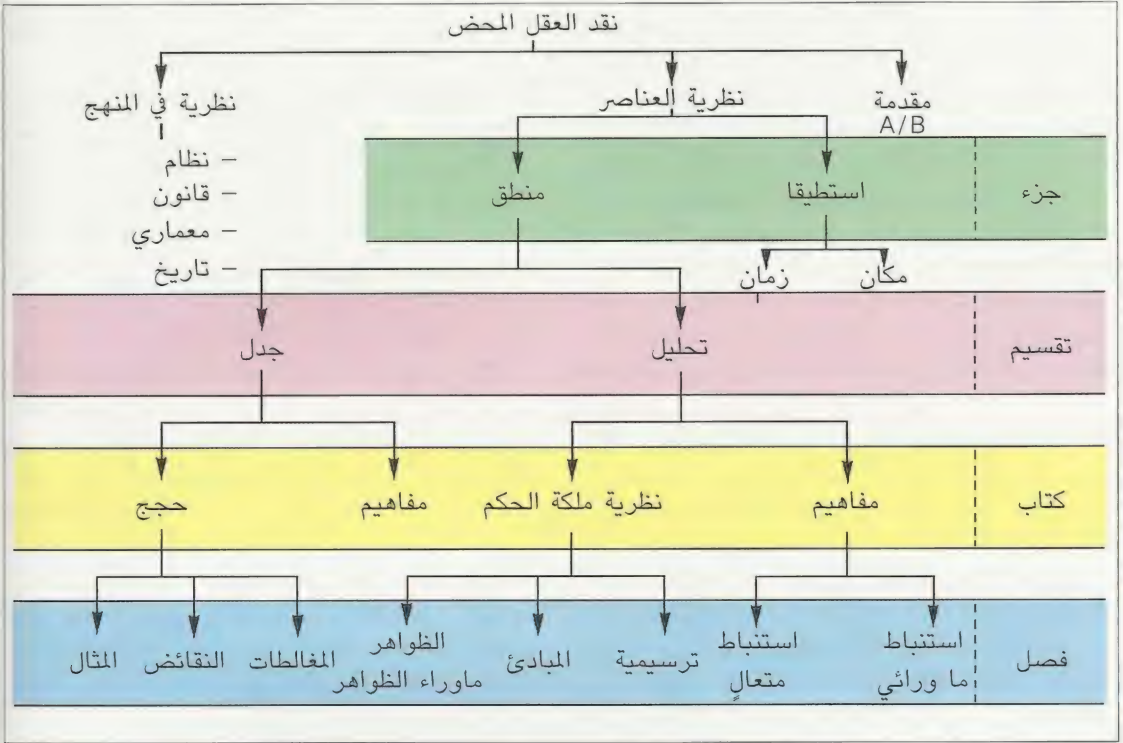 نقد العقل المحض
مقدمة
A/B
نظرية العناصر
نظرية في المنهج
– نظام
– قانون
– معماري
– تاريخ
جزء
استطيقا
منطق
مكان
زمان
تقسيم
تحليل
جدل
كتاب
مفاهيم
نظرية ملكة الحكم
مفاهيم
حجج
فصل
استنباط
ما ورائي
استنباط
متعالٍ
ترسيمية
المبادئ
الظواهر
ماوراء الظواهر
المغالطات
النقائض
المثال